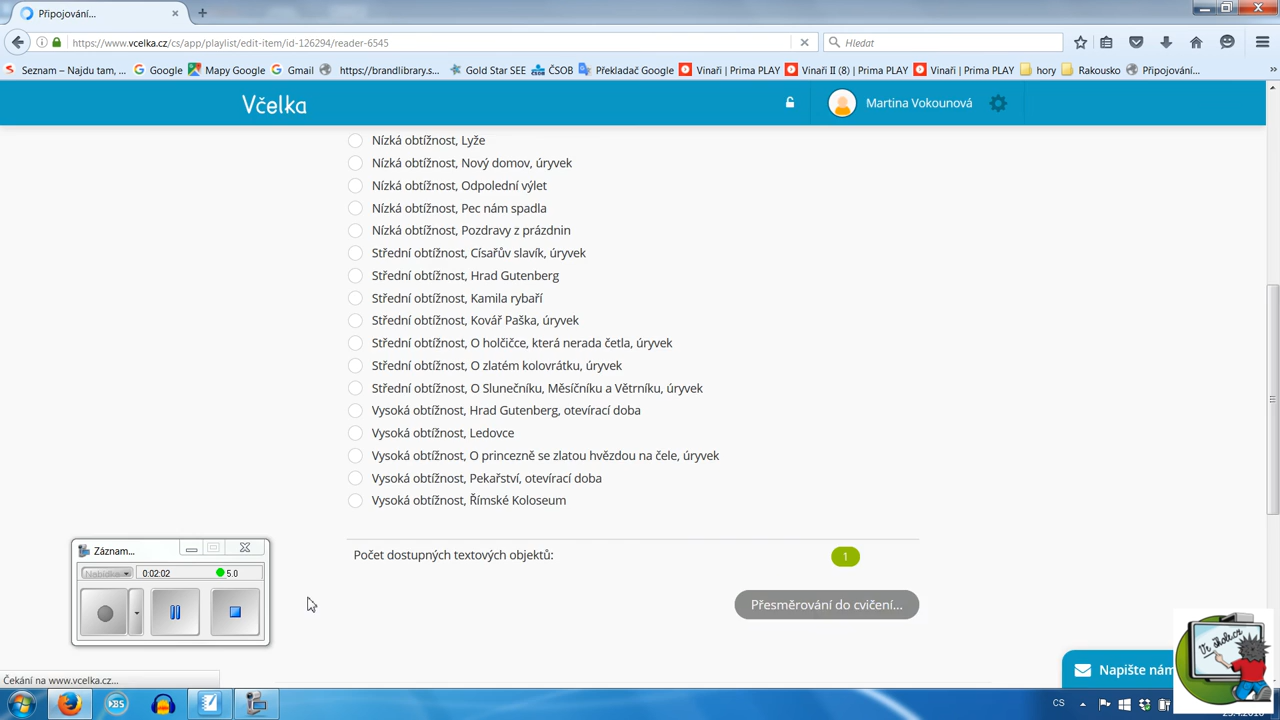 Připojování…
https://www.vcelka.cz/cs/app/playlist/edit-item/id-126294/reader-6545
Hledat
Seznam – Najdu tam, … Google Mapy Google Gmail https://brandlibrary.s… Gold Star SEE ČSOB Překladač Google Vinaři | Prima PLAY Vinaři II (8) | Prima PLAY Vinaři | Prima PLAY hory Rakousko Připojování…
Včelka Martina Vokounová
Nízká obtížnost, Lyže
Nízká obtížnost, Nový domov, úryvek
Nízká obtížnost, Odpolední výlet
Nízká obtížnost, Pec nám spadla
Nízká obtížnost, Pozdravy z prázdnin
Střední obtížnost, Císařův slavík, úryvek
Střední obtížnost, Hrad Gutenberg
Střední obtížnost, Kamila rybaří
Střední obtížnost, Kovář Paška, úryvek
Střední obtížnost, O holčičce, která nerada četla, úryvek
Střední obtížnost, O zlatém kolovrátku, úryvek
Střední obtížnost, O Slunečníku, Měsíčníku a Větrníku, úryvek
Vysoká obtížnost, Hrad Gutenberg, otevírací doba
Vysoká obtížnost, Ledovce
Vysoká obtížnost, O princezně se zlatou hvězdou na čele, úryvek
Vysoká obtížnost, Pekařství, otevírací doba
Vysoká obtížnost, Římské Koloseum
Počet dostupných textových objektů: 1
Přesměrování do cvičení…
Záznam…
Nabídka 0:02:02 5.0
Napište nám
Čekání na www.vcelka.cz…
CS